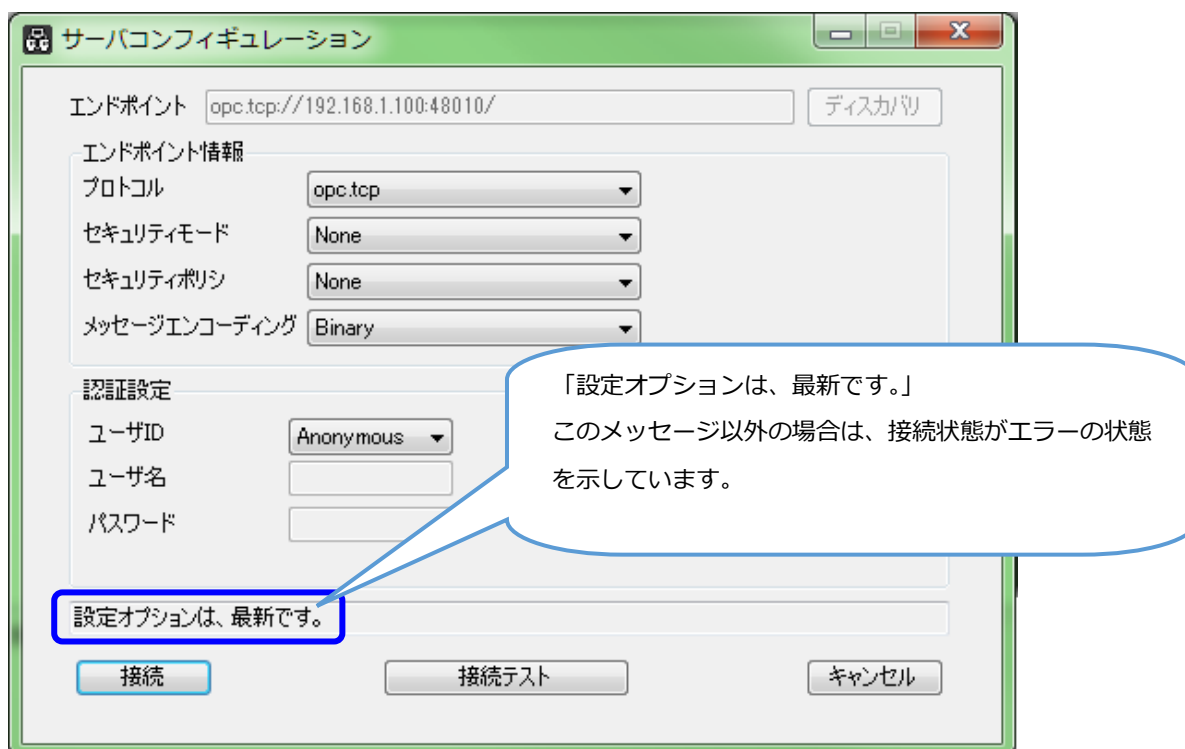 サーバコンフィギュレーション
エンドポイント opc.tcp://192.168.1.100:48010/ ディスカバリ
エンドポイント情報
プロトコル opc.tcp
セキュリティモード None
セキュリティポリシ None
メッセージエンコーディング Binary
認証設定
ユーザID Anonymous
ユーザ名
パスワード
「設定オプションは、最新です。」
このメッセージ以外の場合は、接続状態がエラーの状態
を示しています。
設定オプションは、最新です。
接続 接続テスト キャンセル